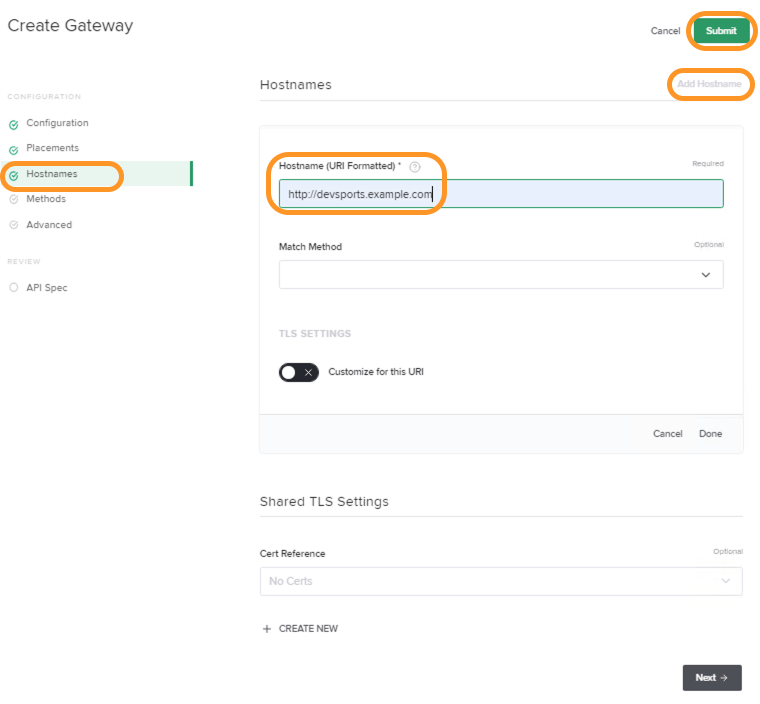 Create Gateway
Cancel
Submit
CONFIGURATION
Configuration
Placements
Hostnames
Methods
Advanced
REVIEW
API Spec
Hostnames
Add Hostname
Hostname (URI Formatted) *
Required
http://devsports.example.com
Match Method
Optional
TLS SETTINGS
Customize for this URI
Cancel
Done
Shared TLS Settings
Cert Reference
Optional
No Certs
+ CREATE NEW
Next →